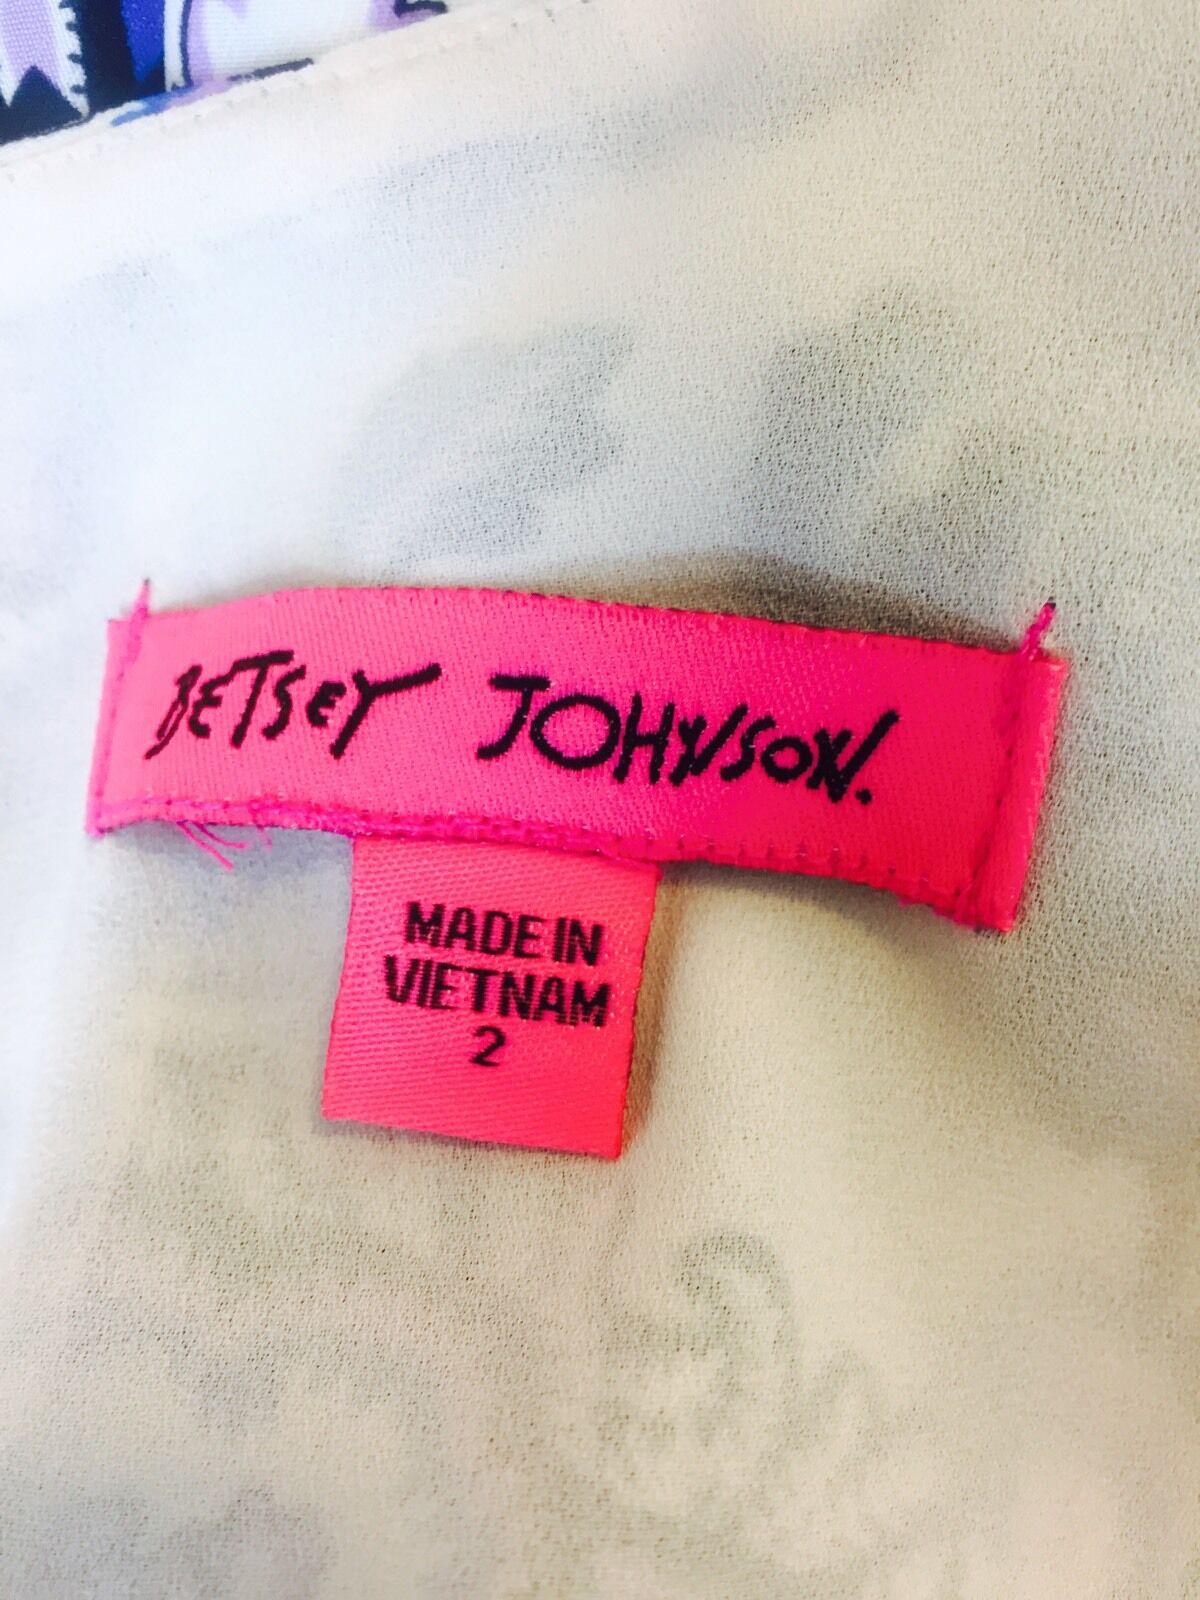 BETSEY JOHNSON.
MADE IN
VIETNAM
2